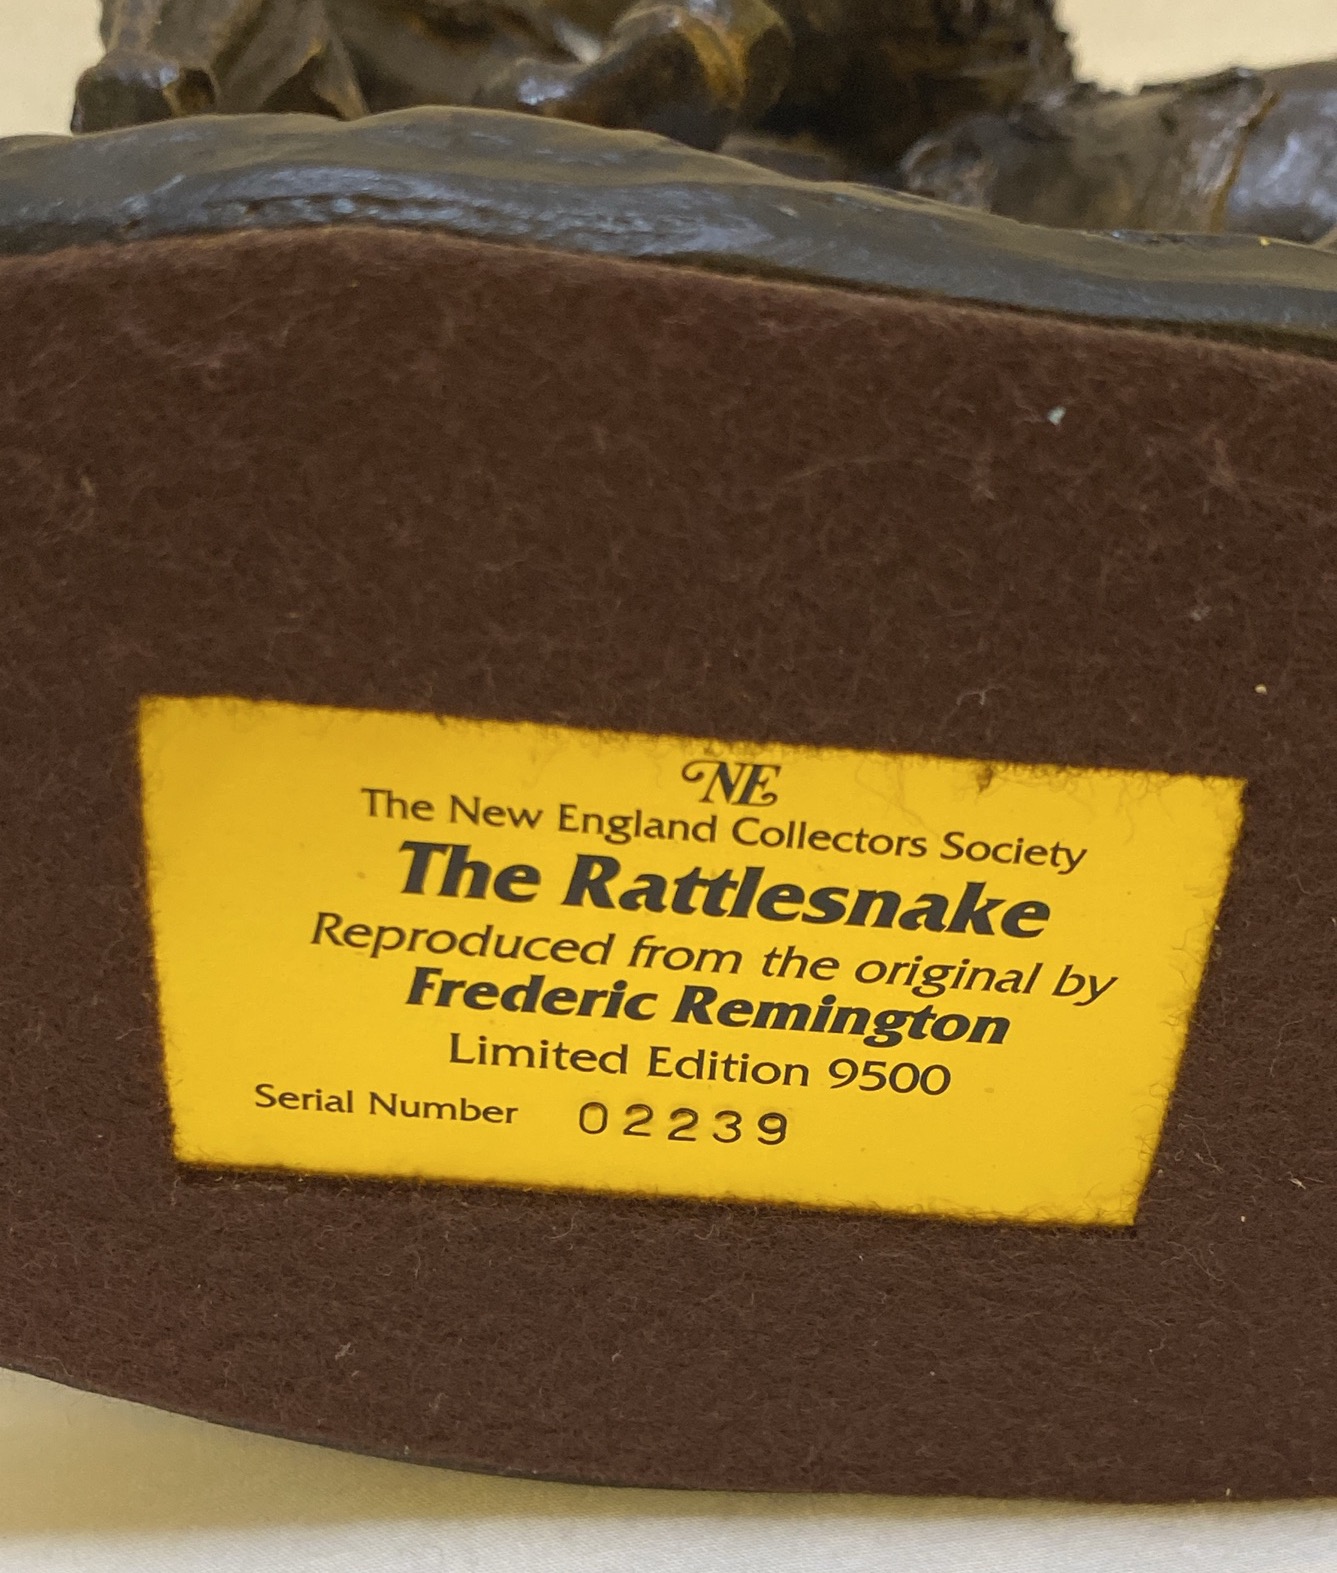 NE
The New England Collectors Society
The Rattlesnake
Reproduced from the original by
Frederic Remington
Limited Edition 9500
Serial Number 02239